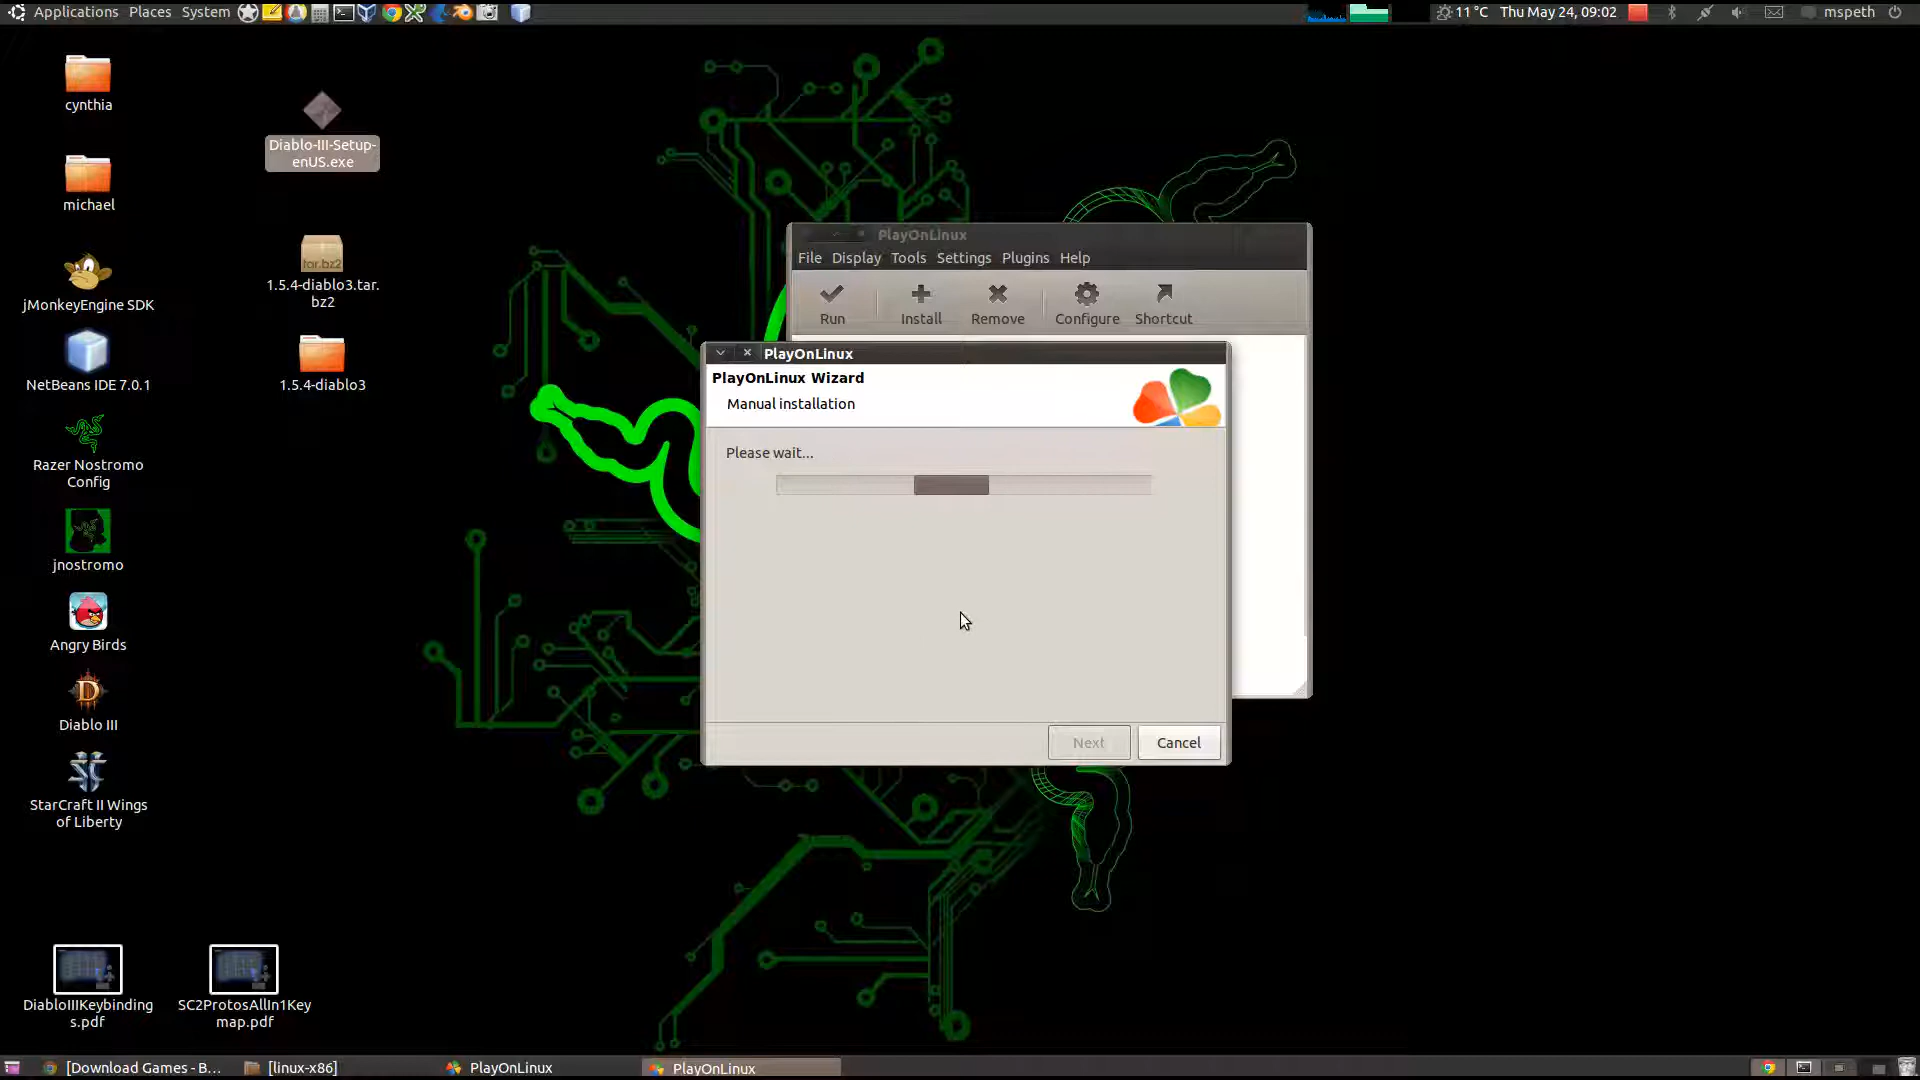 Applications Places System
11 °C Thu May 24, 09:02 mspeth
cynthia
michael
jMonkeyEngine SDK
NetBeans IDE 7.0.1
Razer Nostromo
Config
jnostromo
Angry Birds
Diablo III
StarCraft II Wings
of Liberty
DiabloIIIKeybinding
s.pdf
SC2ProtosAllIn1Key
map.pdf
Diablo-III-Setup-
enUS.exe
tar.bz2
1.5.4-diablo3.tar.
bz2
1.5.4-diablo3
PlayOnLinux
File Display Tools Settings Plugins Help
Run Install Remove Configure Shortcut
PlayOnLinux
PlayOnLinux Wizard
Manual installation
Please wait...
Next Cancel
[Download Games - B... [linux-x86] PlayOnLinux PlayOnLinux